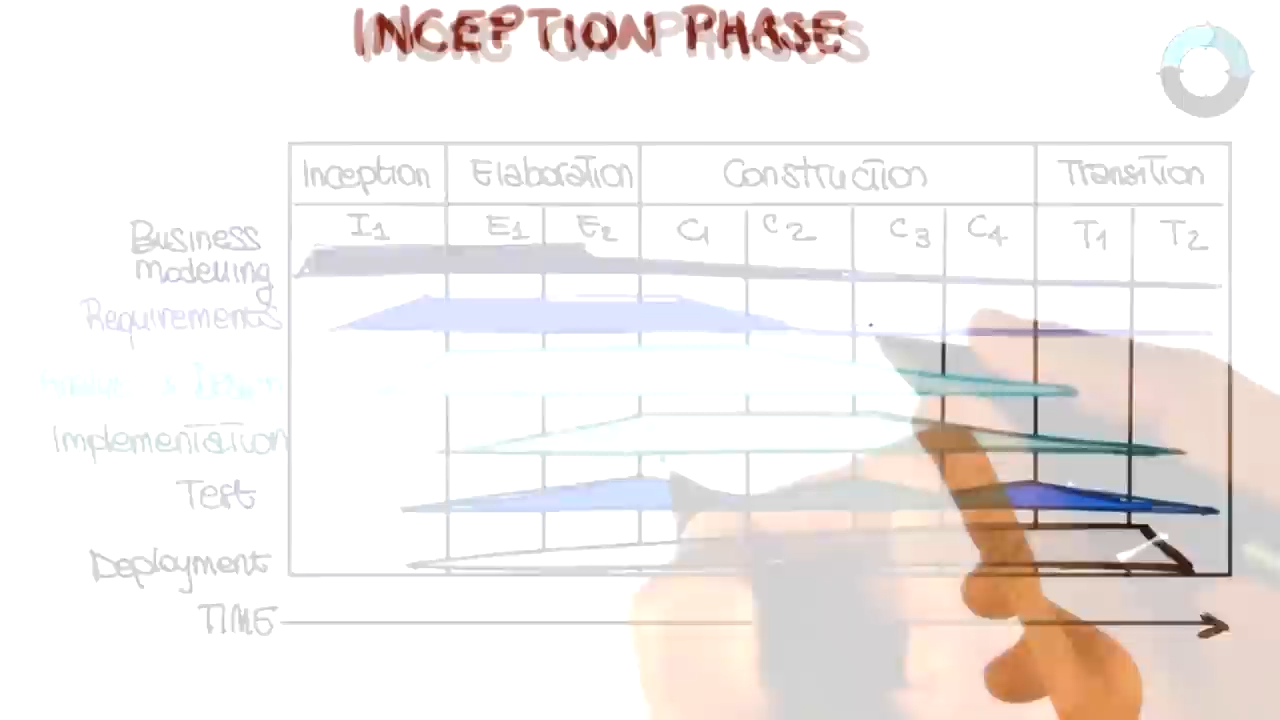 INCEPTION PHASE
Inception Elaboration Construction Transition
I1 E1 E2 C1 C2 C3 C4 T1 T2
Business
modelling
Requirements
Implementation
Test
Deployment
TIME